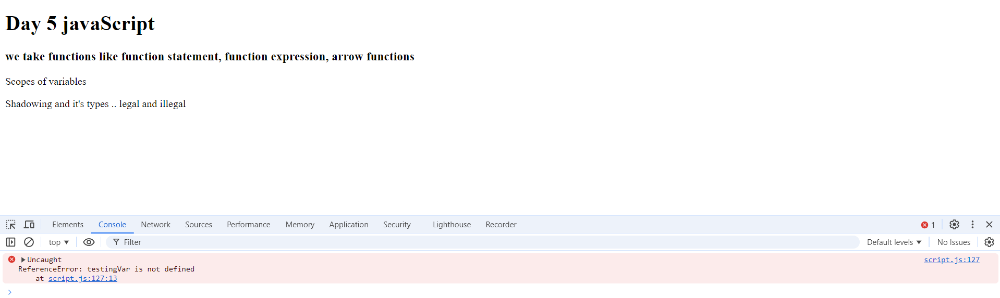 Day 5 javaScript
we take functions like function statement, function expression, arrow functions
Scopes of variables
Shadowing and it's types .. legal and illegal
Elements Console Network Sources Performance Memory Application Security Lighthouse Recorder 1
top Filter Default levels No Issues
Uncaught script.js:127
ReferenceError: testingVar is not defined
at script.js:127:13